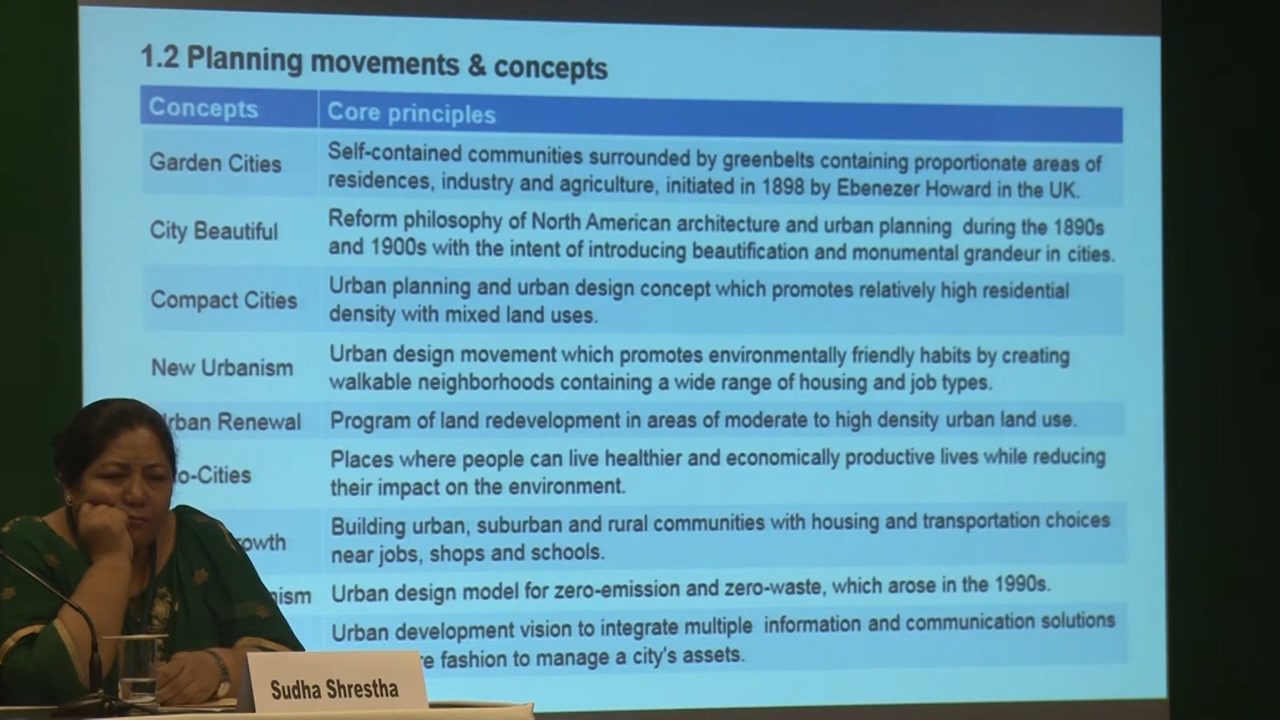 1.2 Planning movements & concepts
Concepts Core principles
Garden Cities
Self-contained communities surrounded by greenbelts containing proportionate areas of
residences, industry and agriculture, initiated in 1898 by Ebenezer Howard in the UK.
City Beautiful
Reform philosophy of North American architecture and urban planning during the 1890s
and 1900s with the intent of introducing beautification and monumental grandeur in cities.
Compact Cities
Urban planning and urban design concept which promotes relatively high residential
density with mixed land uses.
New Urbanism
Urban design movement which promotes environmentally friendly habits by creating
walkable neighborhoods containing a wide range of housing and job types.
rban Renewal Program of land redevelopment in areas of moderate to high density urban land use.
o-Cities
Places where people can live healthier and economically productive lives while reducing
their impact on the environment.
rowth
Building urban, suburban and rural communities with housing and transportation choices
near jobs, shops and schools.
ism Urban design model for zero-emission and zero-waste, which arose in the 1990s.
Urban development vision to integrate multiple information and communication solutions
re fashion to manage a city's assets.
Sudha Shrestha